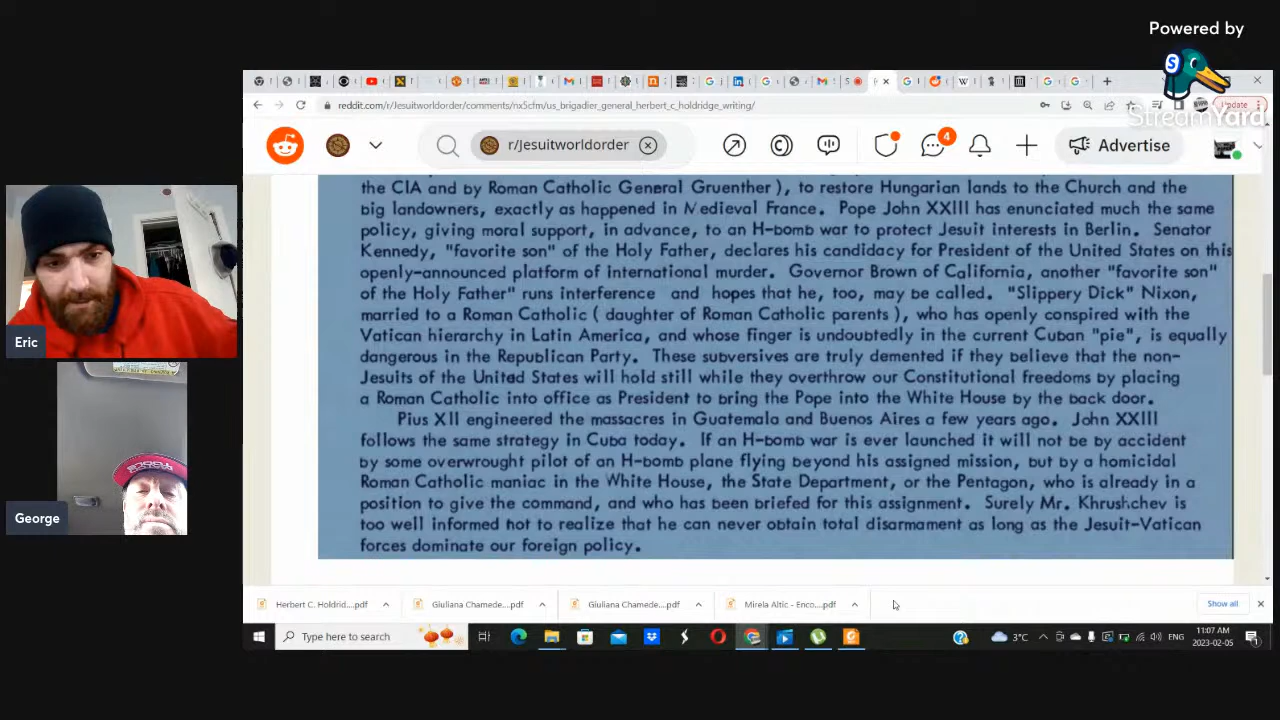 Powered by
StreamYard
Update
reddit.com/r/Jesuitworldorder/comments/nx5cfm/us_brigadier_general_herbert_c_holdridge_writing/
r/Jesuitworldorder
4
Advertise
the CIA and by Roman Catholic General Gruenther), to restore Hungarian lands to the Church and the
big landowners, exactly as happened in Medieval France. Pope John XXIII has enunciated much the same
policy, giving moral support, in advance, to an H-bomb war to protect Jesuit interests in Berlin. Senator
Kennedy, "favorite son" of the Holy Father, declares his candidacy for President of the United States on this
openly-announced platform of international murder. Governor Brown of California, another "favorite son"
of the Holy Father" runs interference and hopes that he, too, may be called. "Slippery Dick" Nixon,
married to a Roman Catholic ( daughter of Roman Catholic parents ), who has openly conspired with the
Vatican hierarchy in Latin America, and whose finger is undoubtedly in the current Cuban "pie", is equally
dangerous in the Republican Party. These subversives are truly demented if they believe that the non-
Jesuits of the United States will hold still while they overthrow our Constitutional freedoms by placing
a Roman Catholic into office as President to bring the Pope into the White House by the back door.
Pius XII engineered the massacres in Guatemala and Buenos Aires a few years ago. John XXIII
follows the same strategy in Cuba today. If an H-bomb war is ever launched it will not be by accident
by some overwrought pilot of an H-bomb plane flying beyond his assigned mission, but by a homicidal
Roman Catholic maniac in the White House, the State Department, or the Pentagon, who is already in a
position to give the command, and who has been briefed for this assignment. Surely Mr. Khrushchev is
too well informed not to realize that he can never obtain total disarmament as long as the Jesuit-Vatican
forces dominate our foreign policy.
Eric
George
Herbert C. Holdrid....pdf
Giuliana Chamede....pdf
Giuliana Chamede....pdf
Mirela Altic - Enco....pdf
Show all
Type here to search
3°C
ENG
11:07 AM
2023-02-05